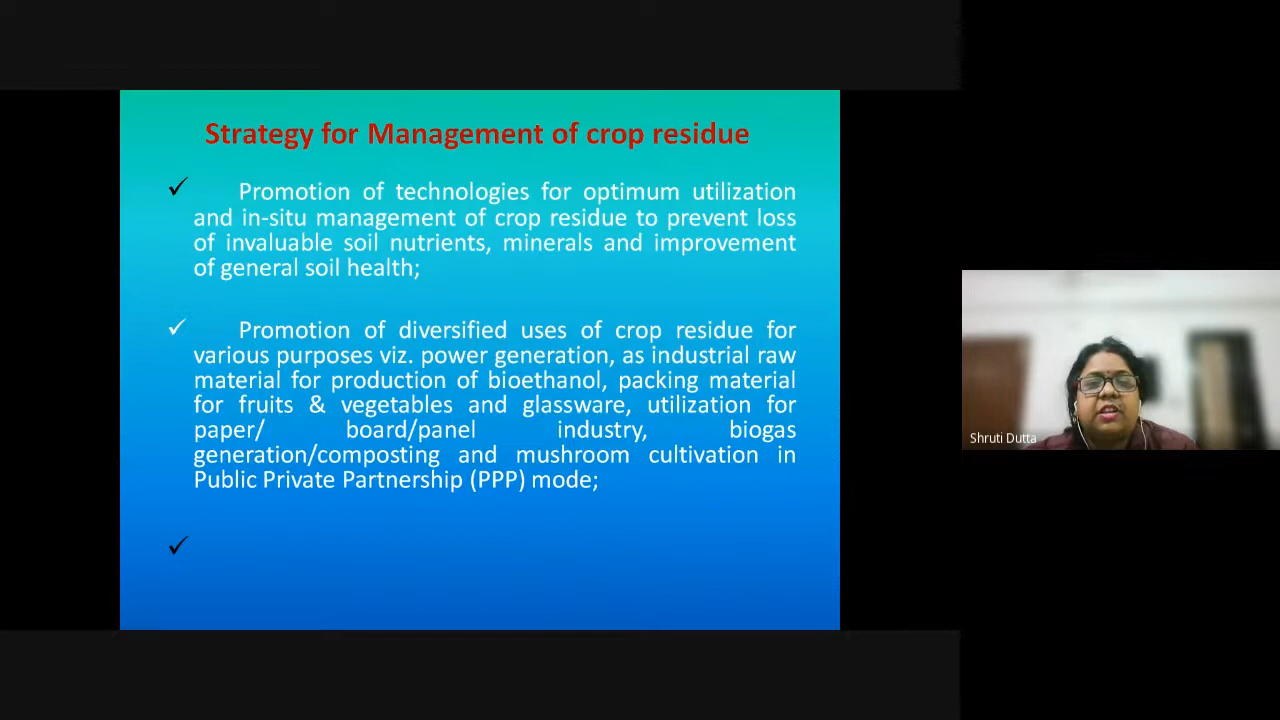 Strategy for Management of crop residue
✓ Promotion of technologies for optimum utilization
and in-situ management of crop residue to prevent loss
of invaluable soil nutrients, minerals and improvement
of general soil health;
✓ Promotion of diversified uses of crop residue for
various purposes viz. power generation, as industrial raw
material for production of bioethanol, packing material
for fruits & vegetables and glassware, utilization for
paper/ board/panel industry, biogas
generation/composting and mushroom cultivation in
Public Private Partnership (PPP) mode;
✓
Shruti Dutta